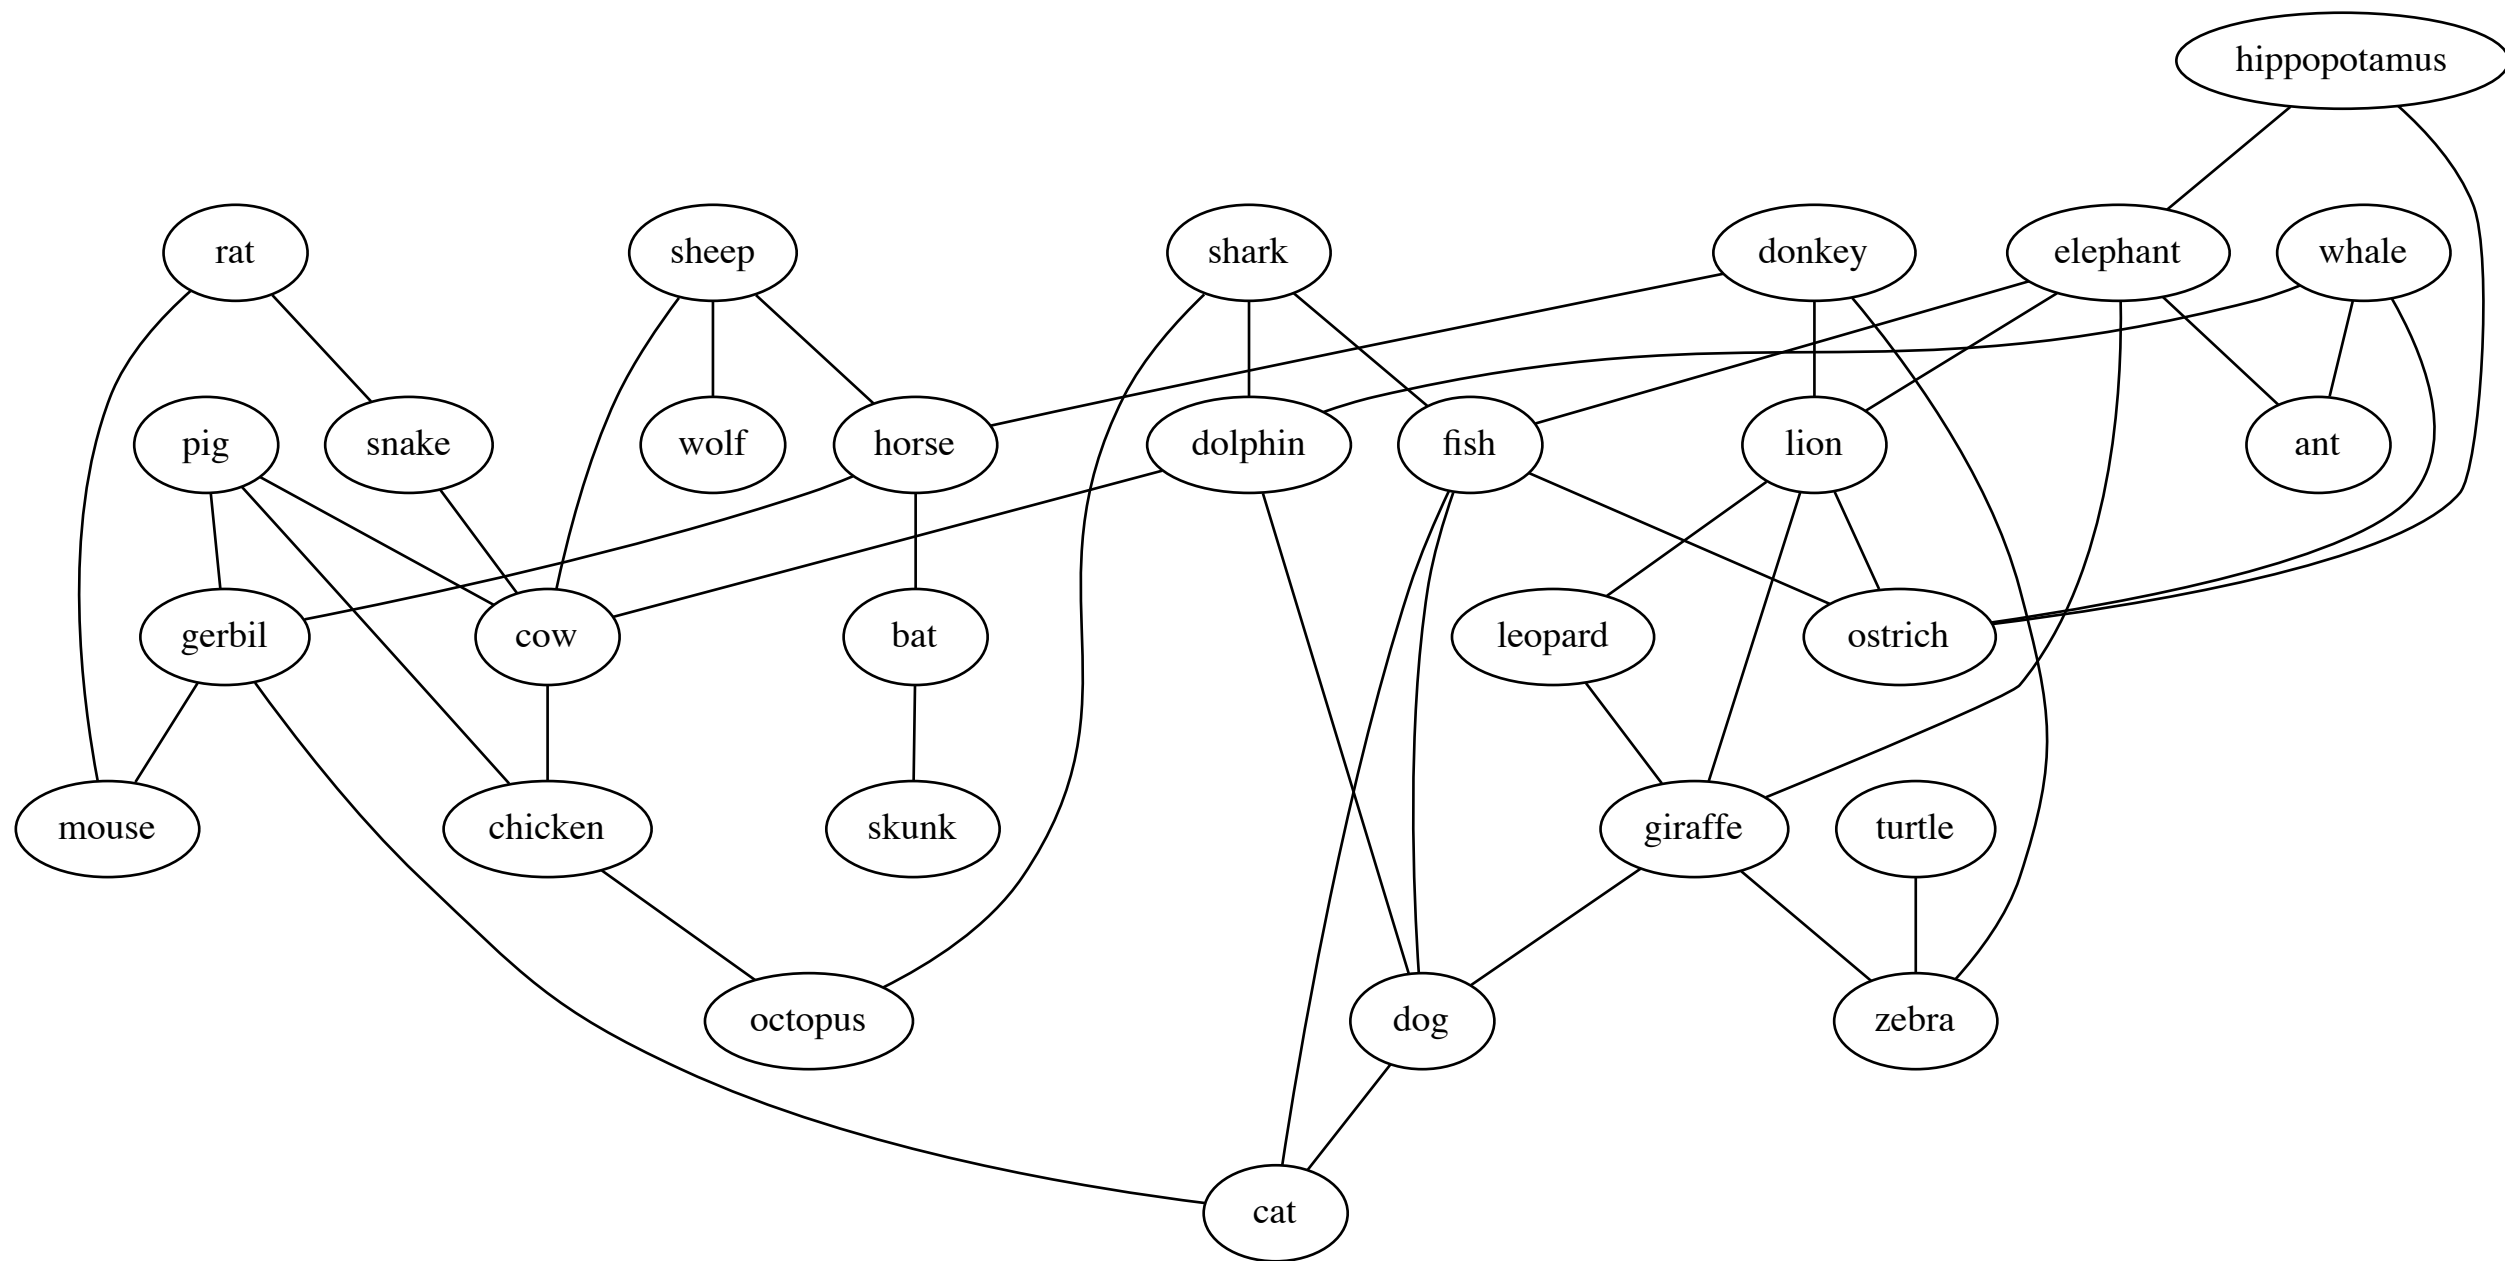 hippopotamus
rat
sheep
shark
donkey
elephant
whale
pig
snake
wolf
horse
dolphin
fish
lion
ant
gerbil
cow
bat
leopard
ostrich
mouse
chicken
skunk
giraffe
turtle
octopus
dog
zebra
cat